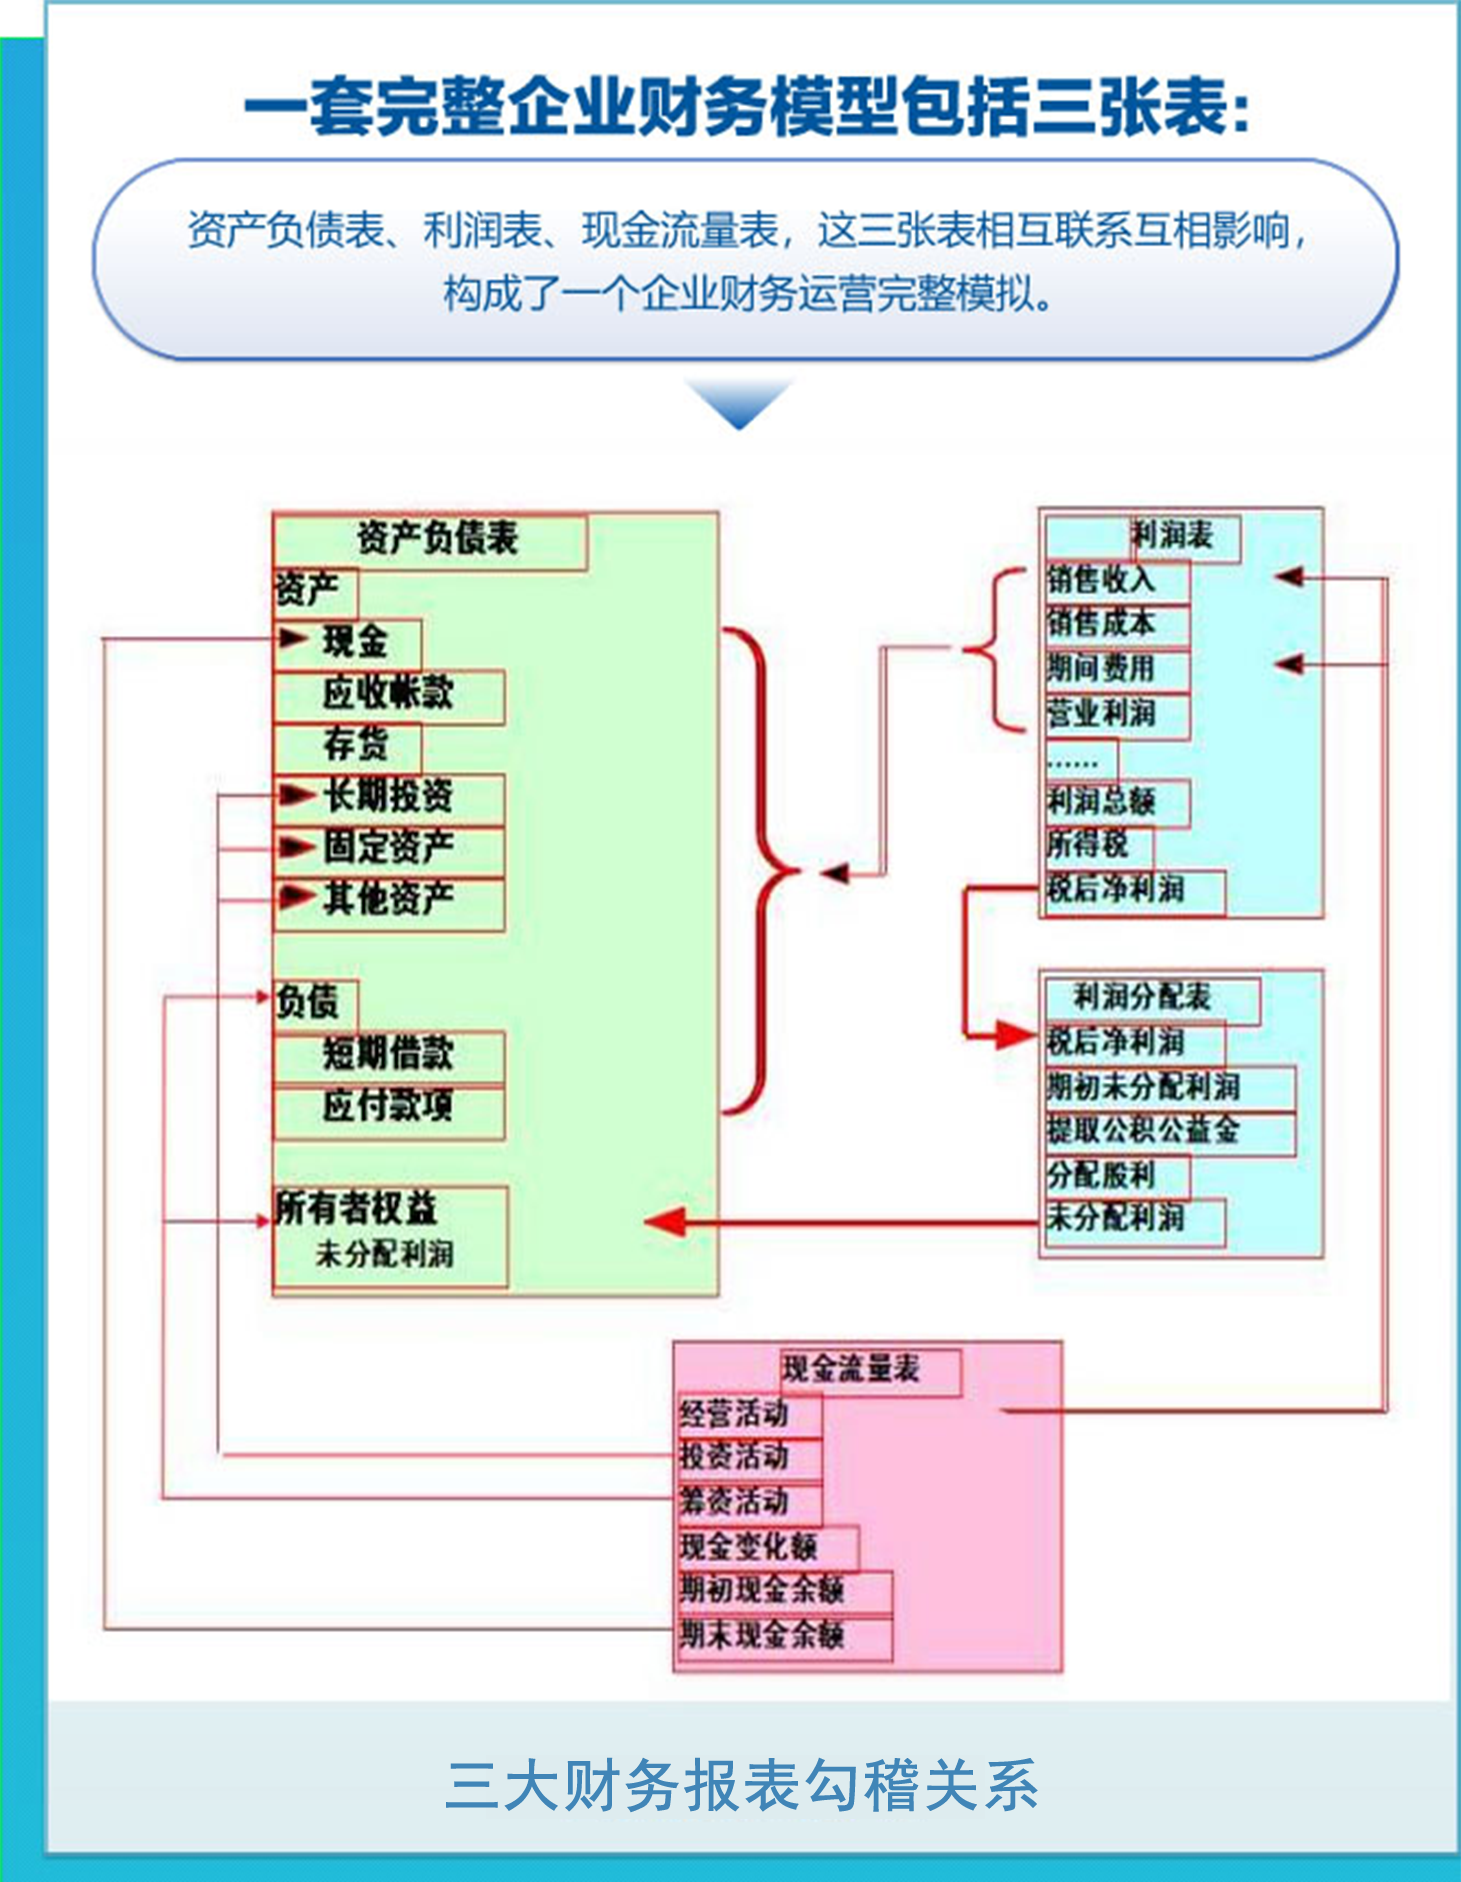 一套完整企业财务模型包括三张表:
资产负债表、利润表、现金流量表，这三张表相互联系互相影响，
构成了一个企业财务运营完整模拟。
资产负债表
资产
现金
应收帐款
存货
长期投资
固定资产
其他资产
负债
短期借款
应付款项
所有者权益
未分配利润
利润表
销售收入
销售成本
期间费用
营业利润
······
利润总额
所得税
税后净利润
利润分配表
税后净利润
期初未分配利润
提取公积公益金
分配股利
未分配利润
现金流量表
经营活动
投资活动
筹资活动
现金变化额
期初现金余额
期末现金余额
三大财务报表勾稽关系